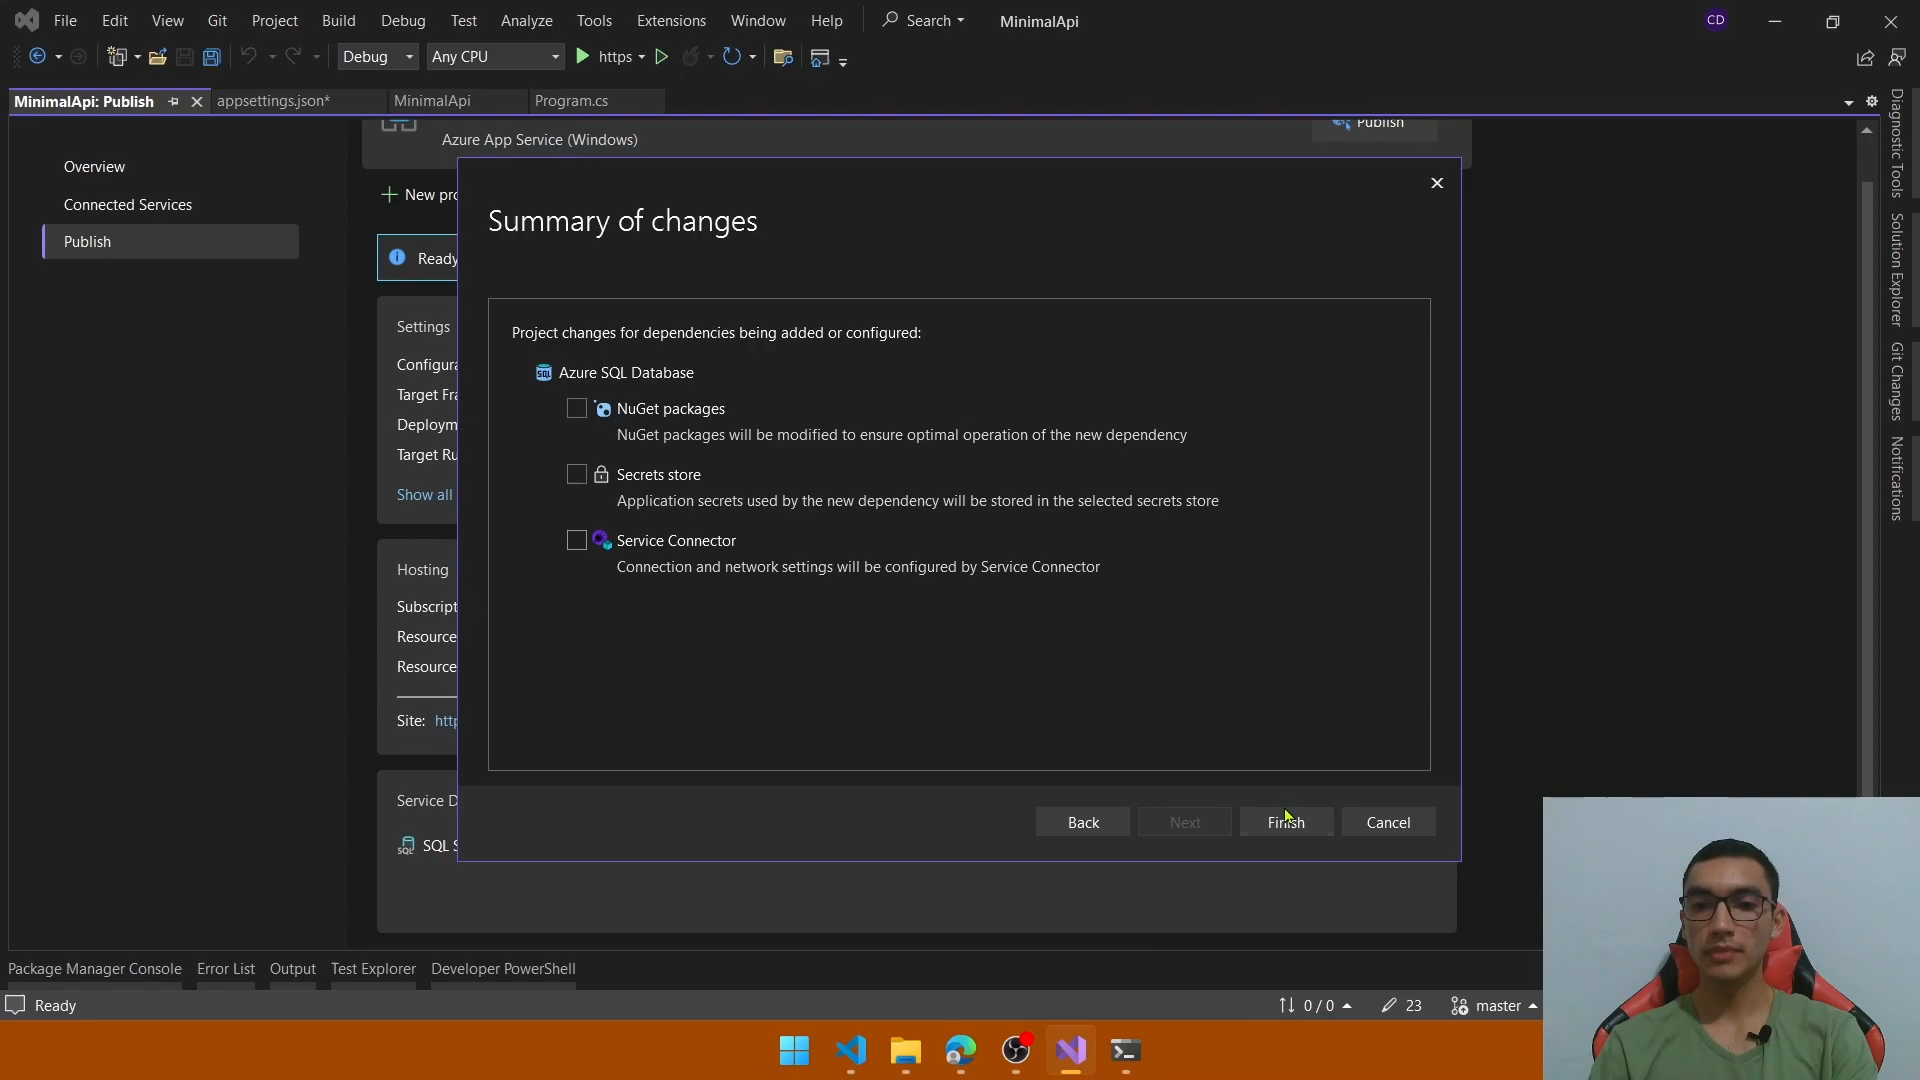 File Edit View Git Project Build Debug Test Analyze Tools Extensions Window Help Search MinimalApi CD
Debug Any CPU https
MinimalApi: Publish appsettings.json* MinimalApi Program.cs
Diagnostic Tools
Solution Explorer
Git Changes
Notifications
Overview
Connected Services
Publish
Azure App Service (Windows)
Publish
New pro
Ready
Settings
Configura
Target Fra
Deploym
Target Ru
Show all
Hosting
Subscript
Resource
Resource
Site: http
Service D
SQL S
Summary of changes
Project changes for dependencies being added or configured:
SQL Azure SQL Database
NuGet packages
NuGet packages will be modified to ensure optimal operation of the new dependency
Secrets store
Application secrets used by the new dependency will be stored in the selected secrets store
Service Connector
Connection and network settings will be configured by Service Connector
Back Next Finish Cancel
Package Manager Console Error List Output Test Explorer Developer PowerShell
Ready 0 / 0 23 master